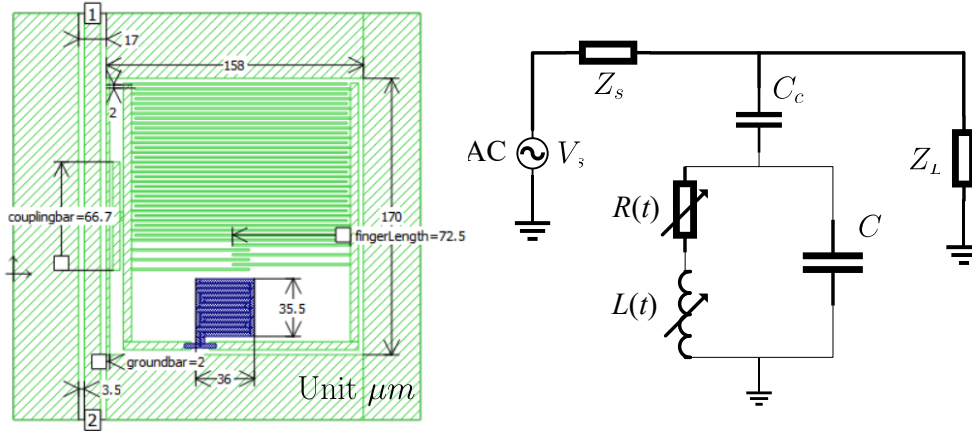 1
17
158
2
couplingbar=66.7
170
fingerLength=72.5
35.5
groundbar=2
36
3.5
Unit μm
2
Z_s
C_c
AC
V_s
Z_L
R(t)
C
L(t)